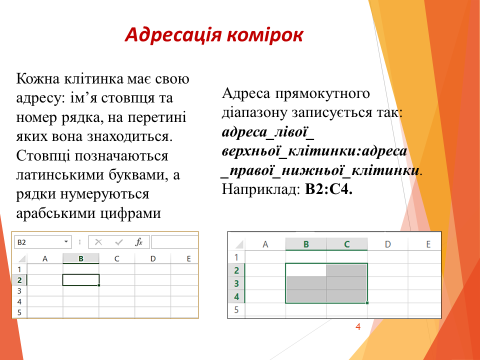 Адресація комірок
Кожна клітинка має свою
адресу: ім’я стовпця та
номер рядка, на перетині
яких вона знаходиться.
Стовпці позначаються
латинськими буквами, а
рядки нумеруються
арабськими цифрами
Адреса прямокутного
діапазону записується так:
адреса_лівої_
верхньої_клітинки:адреса
_правої_нижньої_клітинки.
Наприклад: B2:C4.
B2 fx
A B C D E
1
2
3
4
5
A B C D E
1
2
3
4
5
4